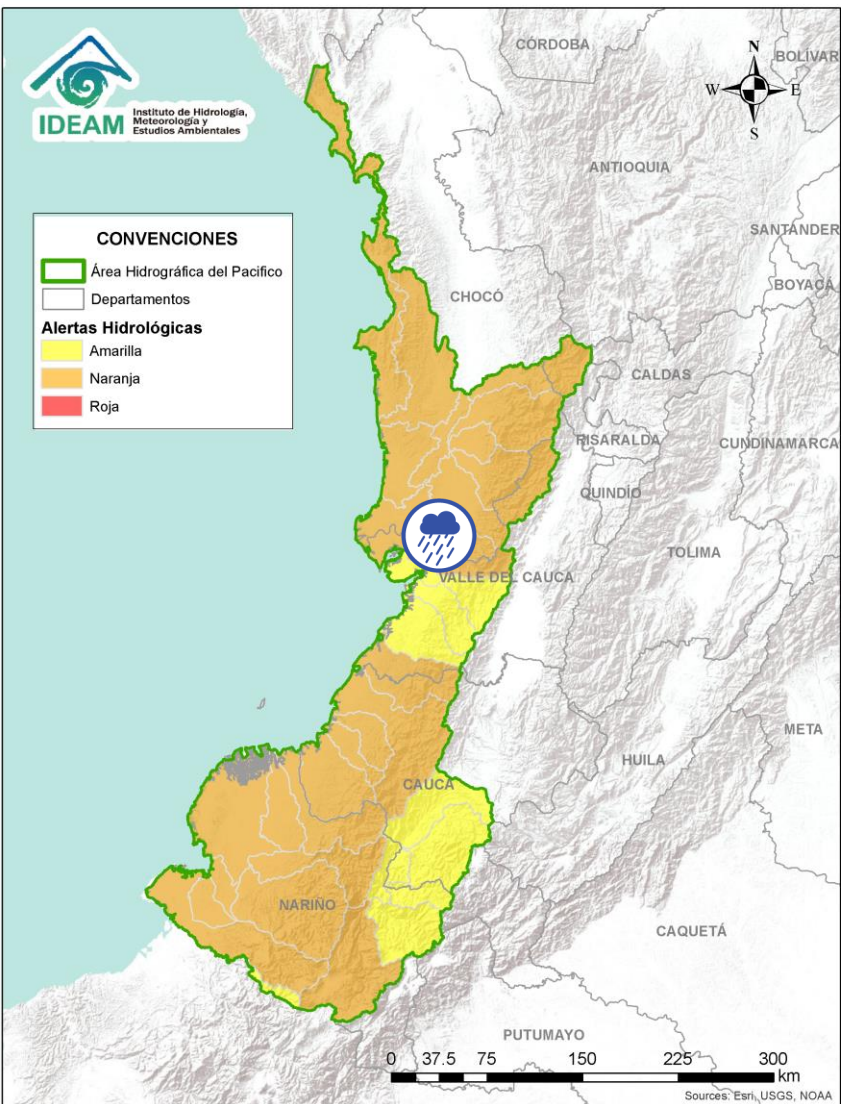 IDEAM
Instituto de Hidrología,
Meteorología y
Estudios Ambientales
CÓRDOBA
BOLÍVAR
N
W
E
S
ANTIOQUIA
SANTANDER
BOYACÁ
CONVENCIONES
Área Hidrográfica del Pacifico
Departamentos
Alertas Hidrológicas
Amarilla
Naranja
Roja
CHOCÓ
CALDAS
RISARALDA
CUNDINAMARCA
QUINDÍO
TOLIMA
VALLE DEL CAUCA
META
HUILA
CAUCA
NARIÑO
CAQUETÁ
PUTUMAYO
0 37.5 75 150 225 300
km
Sources: Esri, USGS, NOAA